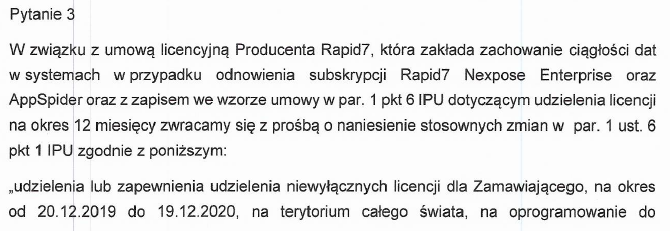 Pytanie 3
W związku z umową licencyjną Producenta Rapid7, która zakłada zachowanie ciągłości dat
w systemach w przypadku odnowienia subskrypcji Rapid7 Nexpose Enterprise oraz
AppSpider oraz z zapisem we wzorze umowy w par. 1 pkt 6 IPU dotyczącym udzielenia licencji
na okres 12 miesięcy zwracamy się z prośbą o naniesienie stosownych zmian w par. 1 ust. 6
pkt 1 IPU zgodnie z poniższym:
„udzielenia lub zapewnienia udzielenia niewyłącznych licencji dla Zamawiającego, na okres
od 20.12.2019 do 19.12.2020, na terytorium całego świata, na oprogramowanie do